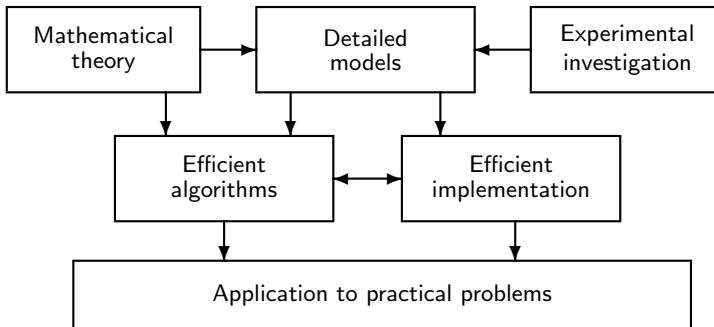 Mathematical
theory
Detailed
models
Experimental
investigation
Efficient
algorithms
Efficient
implementation
Application to practical problems